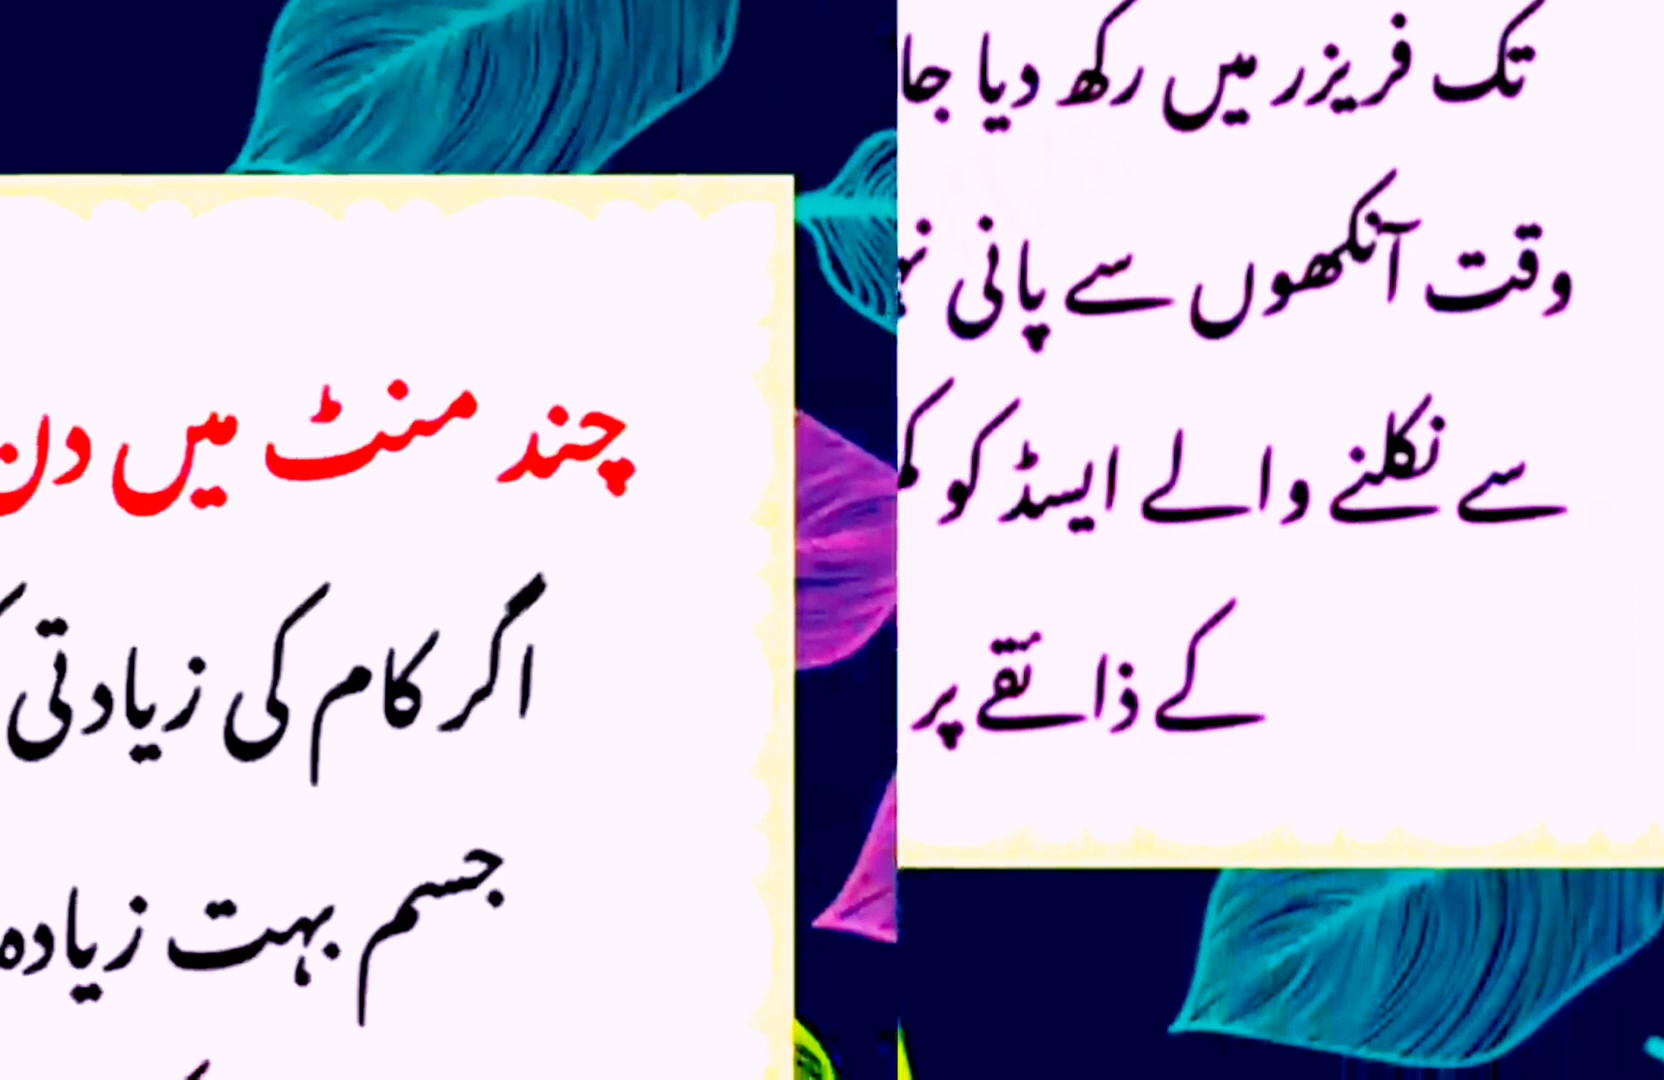 تک فریزر میں رکھ دیا جا
وقت آنکھوں سے پانی
سے نکلنے والے ایسڈ کو
کے ذائقے پر
چند منٹ میں دن
اگر کام کی زیادتی
جسم بہت زیادہ